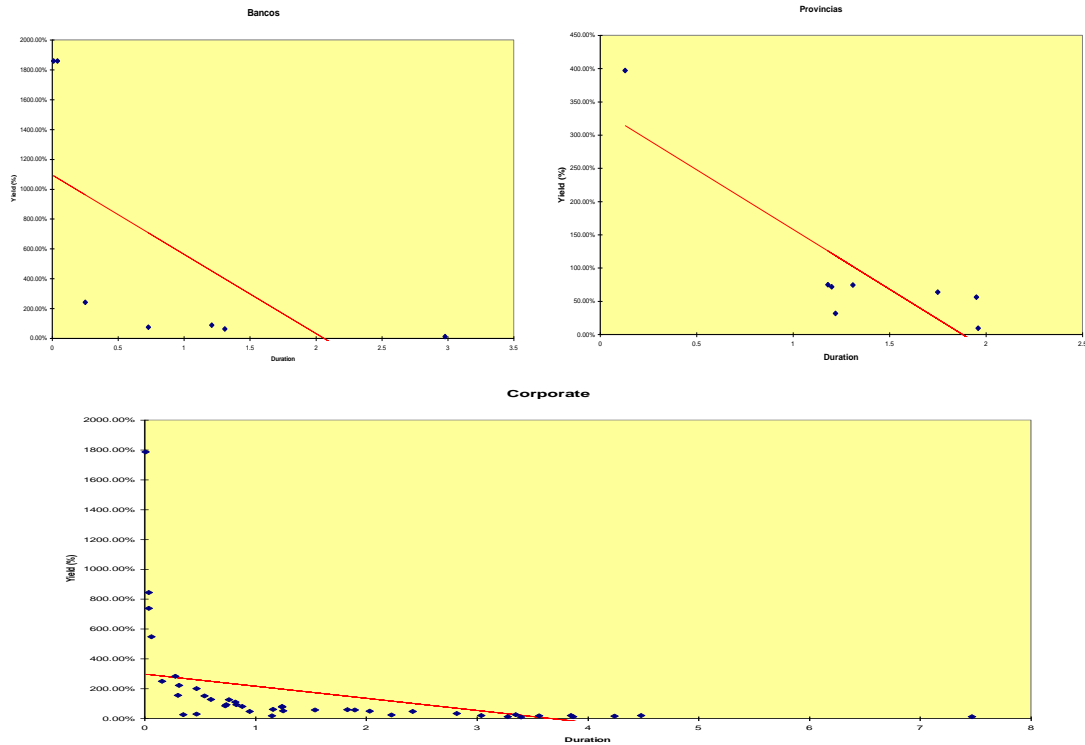 Bancos
2000.00%
1800.00%
1600.00%
1400.00%
1200.00%
1000.00%
800.00%
600.00%
400.00%
200.00%
0.00%
Yield (%)
0 0.5 1 1.5 2 2.5 3 3.5
Duration
Provincias
450.00%
400.00%
350.00%
300.00%
250.00%
200.00%
150.00%
100.00%
50.00%
0.00%
Yield (%)
0 0.5 1 1.5 2 2.5
Duration
Corporate
2000.00%
1800.00%
1600.00%
1400.00%
1200.00%
1000.00%
800.00%
600.00%
400.00%
200.00%
0.00%
Yield (%)
0 1 2 3 4 5 6 7 8
Duration